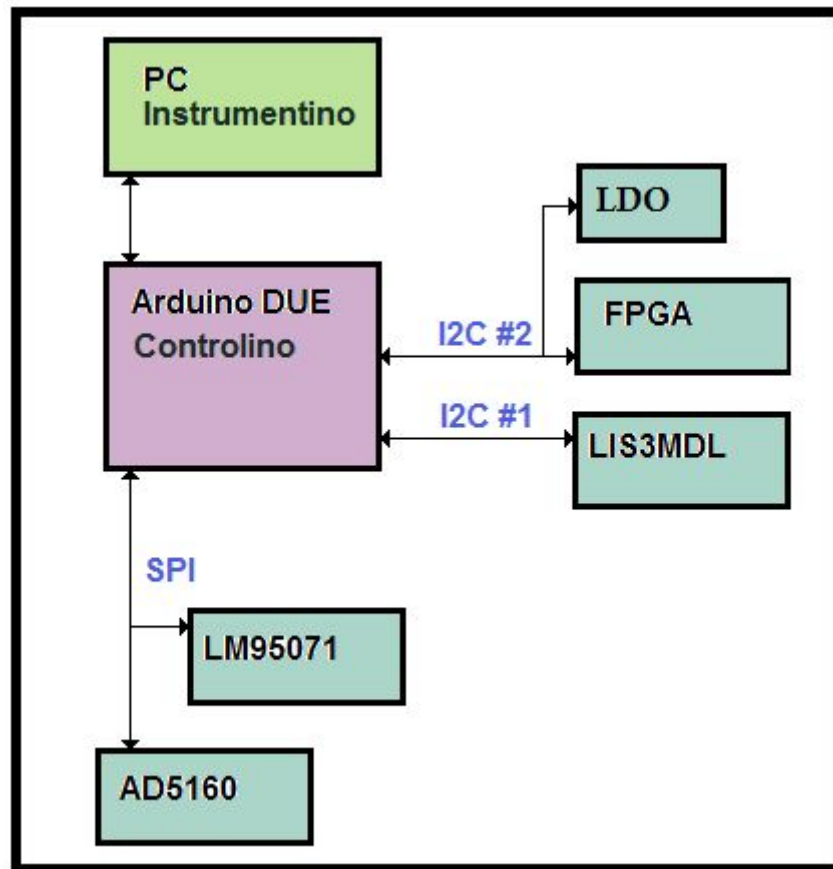 PC
Instrumentino
LDO
Arduino DUE
Controlino
I2C #2
FPGA
I2C #1
LIS3MDL
SPI
LM95071
AD5160